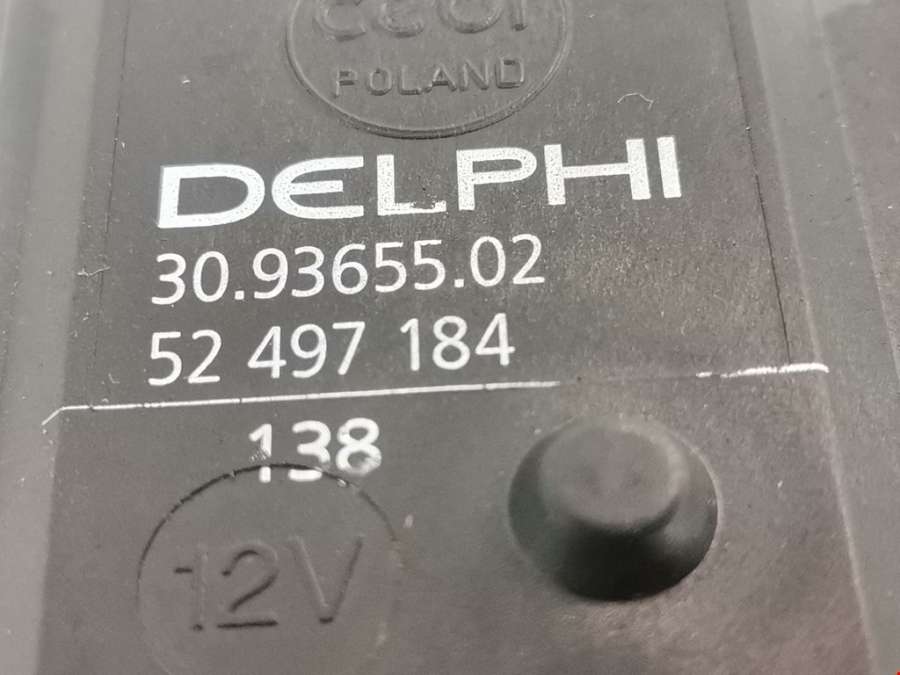 POLAND
DELPHI
30.93655.02
52 497 184
138
12V